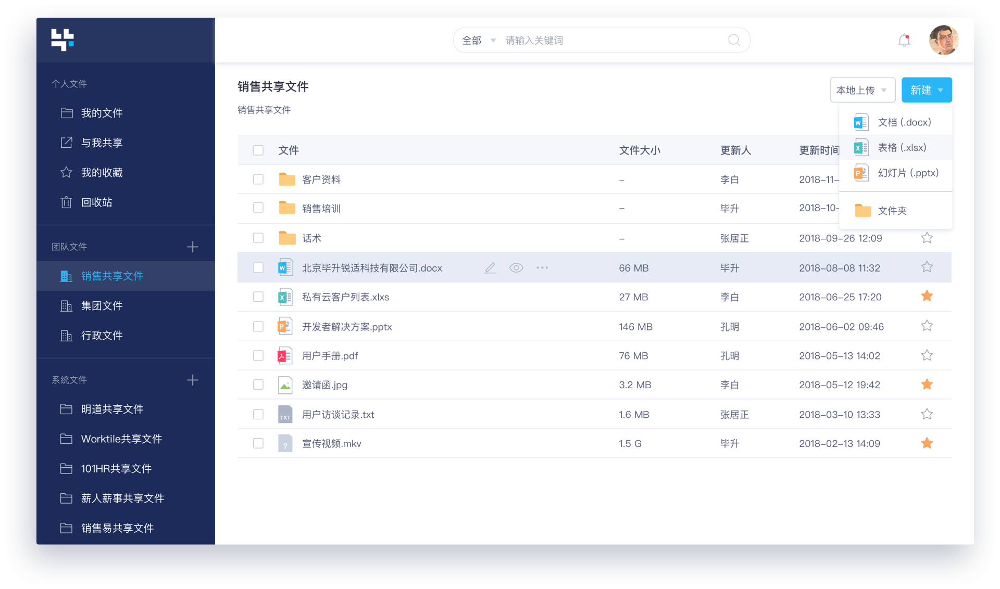 全部 请输入关键词
个人文件
我的文件
与我共享
我的收藏
回收站
团队文件
销售共享文件
集团文件
行政文件
系统文件
明道共享文件
Worktile共享文件
101HR共享文件
薪人薪事共享文件
销售易共享文件
销售共享文件
销售共享文件
本地上传 新建
文档 (.docx)
表格 (.xlsx)
幻灯片 (.pptx)
文件夹
文件 文件大小 更新人 更新时间
客户资料 – 李白 2018-11-
销售培训 – 毕升 2018-10-
话术 – 张居正 2018-09-26 12:09
W 北京毕升锐适科技有限公司.docx 66 MB 毕升 2018-08-08 11:32
X 私有云客户列表.xlxs 27 MB 李白 2018-06-25 17:20
P 开发者解决方案.pptx 146 MB 孔明 2018-06-02 09:46
用户手册.pdf 76 MB 孔明 2018-05-13 14:02
邀请函.jpg 3.2 MB 李白 2018-05-12 19:42
TXT 用户访谈记录.txt 1.6 MB 张居正 2018-03-10 13:33
? 宣传视频.mkv 1.5 G 毕升 2018-02-13 14:09